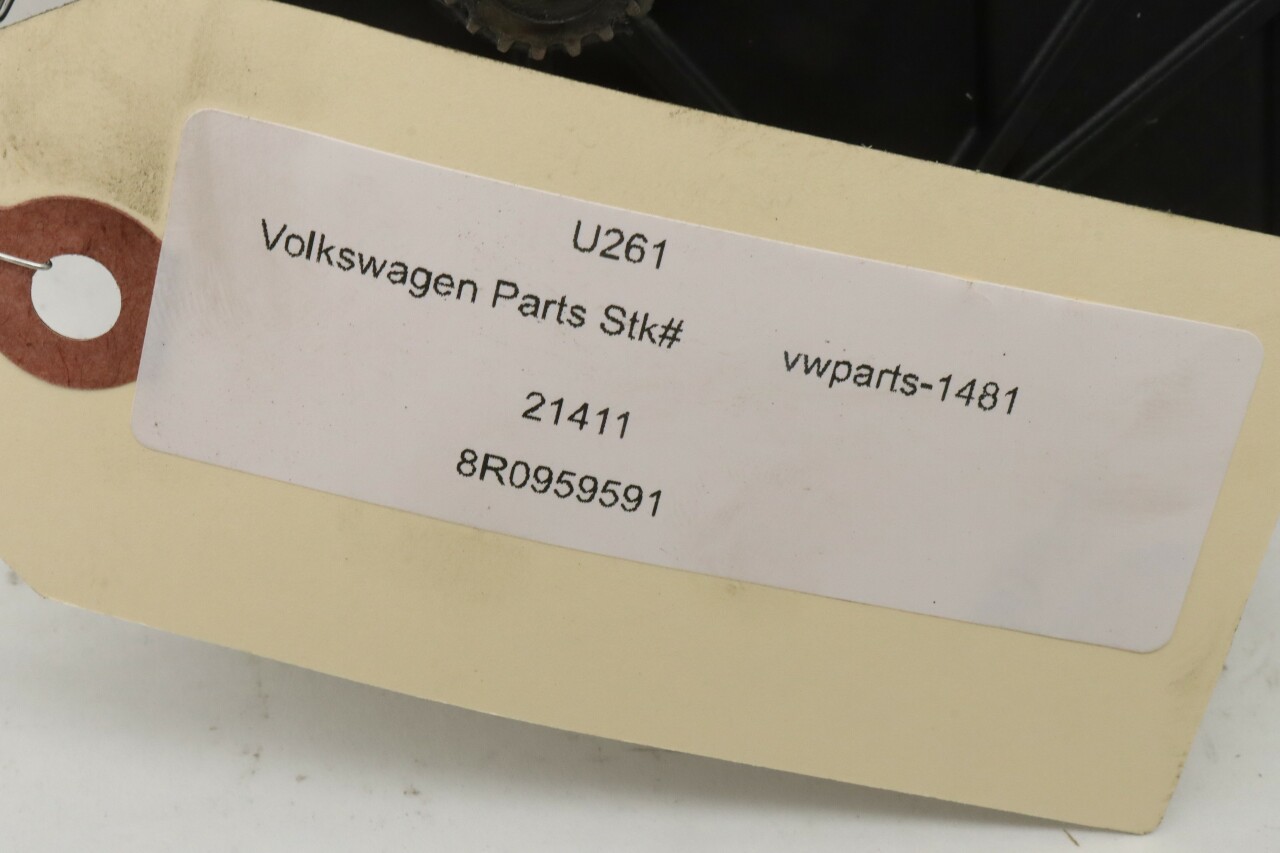 U261
Volkswagen Parts Stk# vwparts-1481
21411
8R0959591